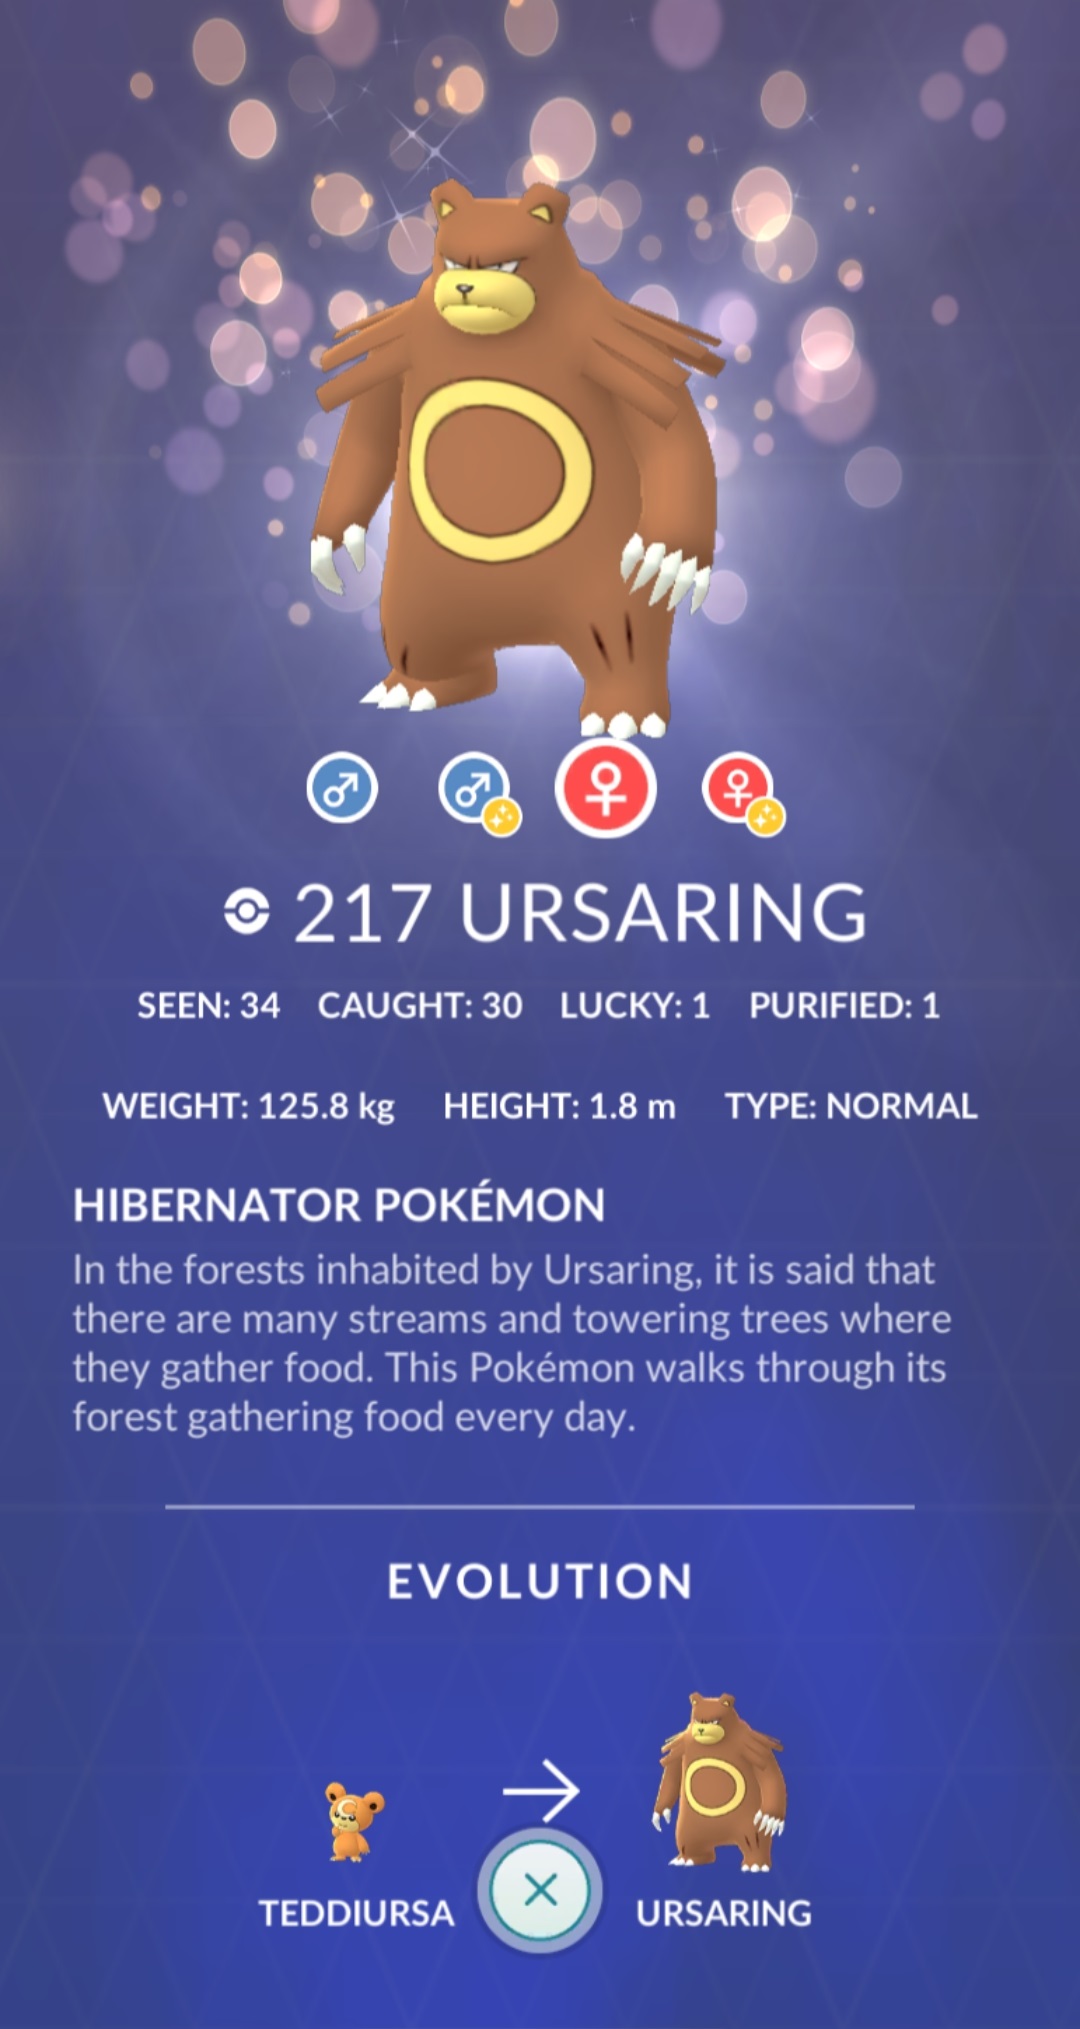 217 URSARING
SEEN: 34 CAUGHT: 30 LUCKY: 1 PURIFIED: 1
WEIGHT: 125.8 kg HEIGHT: 1.8 m TYPE: NORMAL
HIBERNATOR POKÉMON
In the forests inhabited by Ursaring, it is said that
there are many streams and towering trees where
they gather food. This Pokémon walks through its
forest gathering food every day.
EVOLUTION
TEDDIURSA URSARING